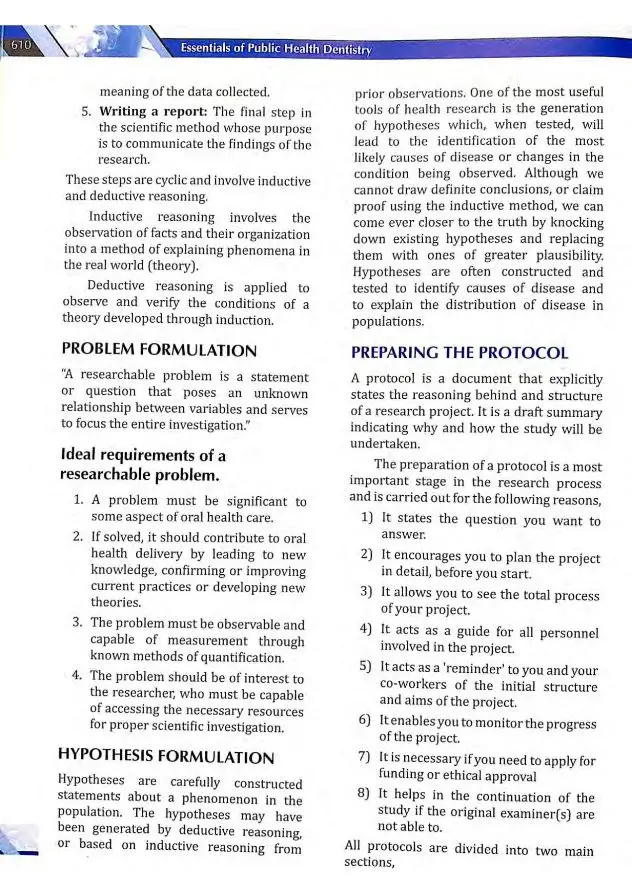 610
Essentials of Public Health Dentistry
meaning of the data collected.
5. Writing a report: The final step in
the scientific method whose purpose
is to communicate the findings of the
research.
These steps are cyclic and involve inductive
and deductive reasoning.
Inductive reasoning involves the
observation of facts and their organization
into a method of explaining phenomena in
the real world (theory).
Deductive reasoning is applied to
observe and verify the conditions of a
theory developed through induction.
PROBLEM FORMULATION
"A researchable problem is a statement
or question that poses an unknown
relationship between variables and serves
to focus the entire investigation."
Ideal requirements of a
researchable problem.
1. A problem must be significant to
some aspect of oral health care.
2. If solved, it should contribute to oral
health delivery by leading to new
knowledge, confirming or improving
current practices or developing new
theories.
3. The problem must be observable and
capable of measurement through
known methods of quantification.
4. The problem should be of interest to
the researcher, who must be capable
of accessing the necessary resources
for proper scientific investigation.
HYPOTHESIS FORMULATION
Hypotheses are carefully constructed
statements about a phenomenon in the
population. The hypotheses may have
been generated by deductive reasoning,
or based on inductive reasoning from
prior observations. One of the most useful
tools of health research is the generation
of hypotheses which, when tested, will
lead to the identification of the most
likely causes of disease or changes in the
condition being observed. Although we
cannot draw definite conclusions, or claim
proof using the inductive method, we can
come ever closer to the truth by knocking
down existing hypotheses and replacing
them with ones of greater plausibility.
Hypotheses are often constructed and
tested to identify causes of disease and
to explain the distribution of disease in
populations.
PREPARING THE PROTOCOL
A protocol is a document that explicitly
states the reasoning behind and structure
of a research project. It is a draft summary
indicating why and how the study will be
undertaken.
The preparation of a protocol is a most
important stage in the research process
and is carried out for the following reasons,
1) It states the question you want to
answer.
2) It encourages you to plan the project
in detail, before you start.
3) It allows you to see the total process
of your project.
4) It acts as a guide for all personnel
involved in the project.
5) It acts as a 'reminder' to you and your
co-workers of the initial structure
and aims of the project.
6) It enables you to monitor the progress
of the project.
7) It is necessary if you need to apply for
funding or ethical approval
8) It helps in the continuation of the
study if the original examiner(s) are
not able to.
All protocols are divided into two main
sections,